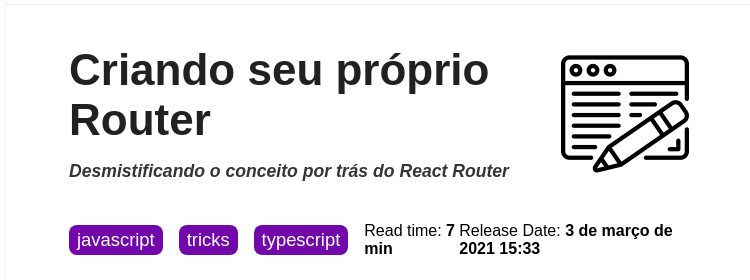 Criando seu próprio
Router
Desmistificando o conceito por trás do React Router
javascript tricks typescript Read time: 7 min Release Date: 3 de março de 2021 15:33